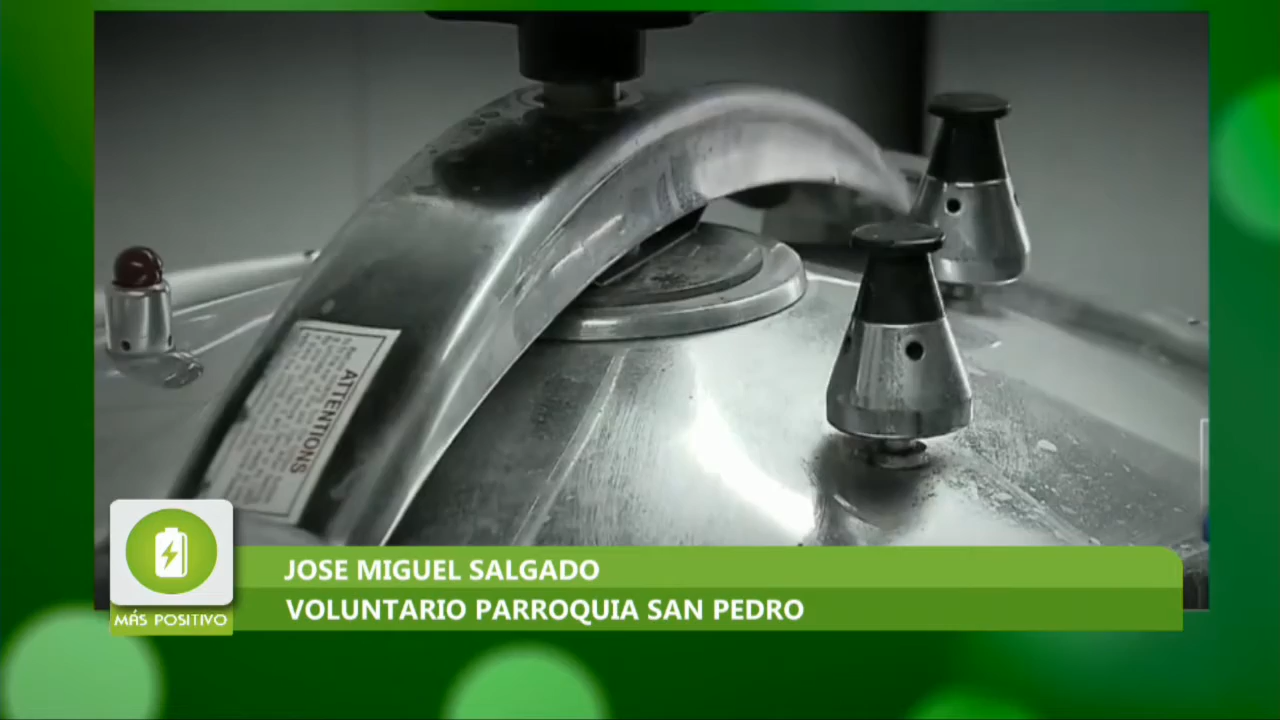 ATTENTIONS
JOSE MIGUEL SALGADO
VOLUNTARIO PARROQUIA SAN PEDRO
MÁS POSITIVO